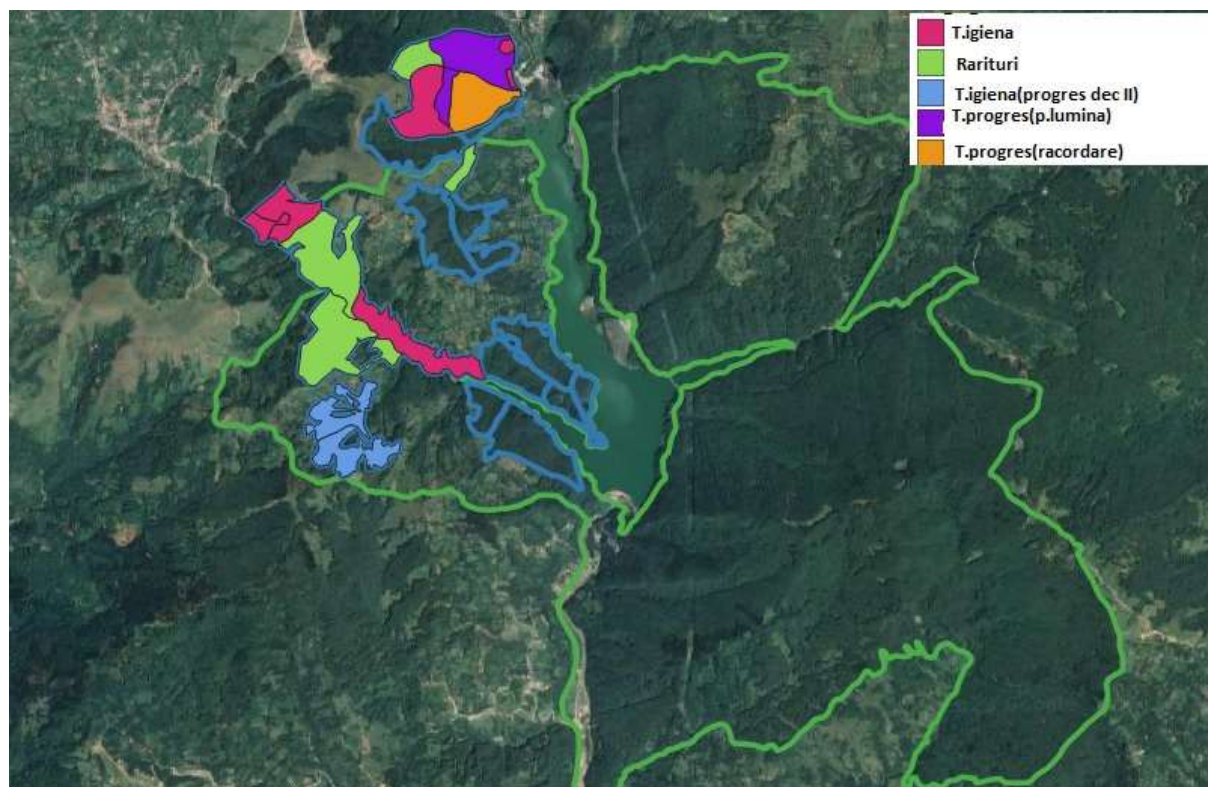 T.igiena
Rarituri
T.igiena(progres dec II)
T.progres(p.lumina)
T.progres(racordare)